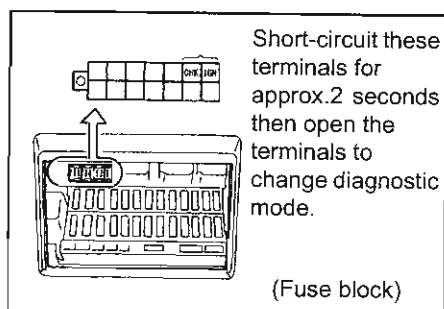 CHK IGN
Short-circuit these
terminals for
approx.2 seconds
then open the
terminals to
change diagnostic
mode.
(Fuse block)